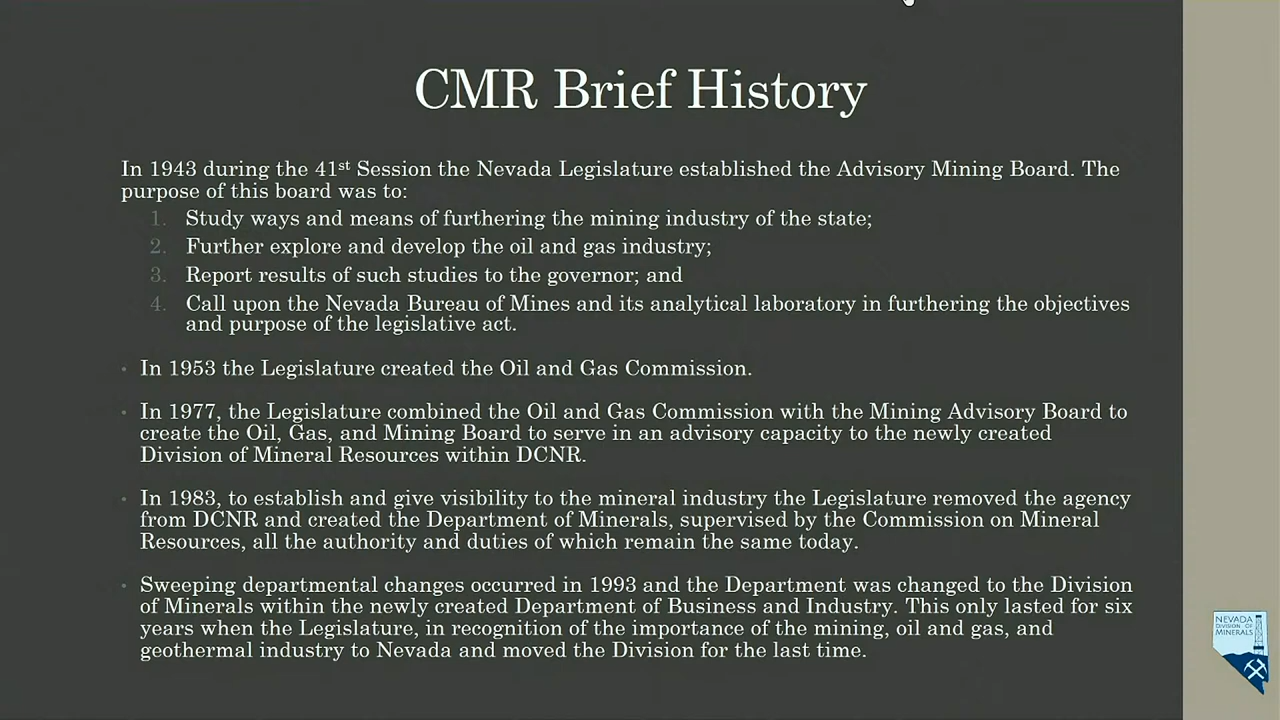 CMR Brief History
In 1943 during the 41st Session the Nevada Legislature established the Advisory Mining Board. The
purpose of this board was to:
1. Study ways and means of furthering the mining industry of the state;
2. Further explore and develop the oil and gas industry;
3. Report results of such studies to the governor; and
4. Call upon the Nevada Bureau of Mines and its analytical laboratory in furthering the objectives
and purpose of the legislative act.
• In 1953 the Legislature created the Oil and Gas Commission.
• In 1977, the Legislature combined the Oil and Gas Commission with the Mining Advisory Board to
create the Oil, Gas, and Mining Board to serve in an advisory capacity to the newly created
Division of Mineral Resources within DCNR.
• In 1983, to establish and give visibility to the mineral industry the Legislature removed the agency
from DCNR and created the Department of Minerals, supervised by the Commission on Mineral
Resources, all the authority and duties of which remain the same today.
• Sweeping departmental changes occurred in 1993 and the Department was changed to the Division
of Minerals within the newly created Department of Business and Industry. This only lasted for six
years when the Legislature, in recognition of the importance of the mining, oil and gas, and
geothermal industry to Nevada and moved the Division for the last time.
NEVADA
DIVISION OF
MINERALS